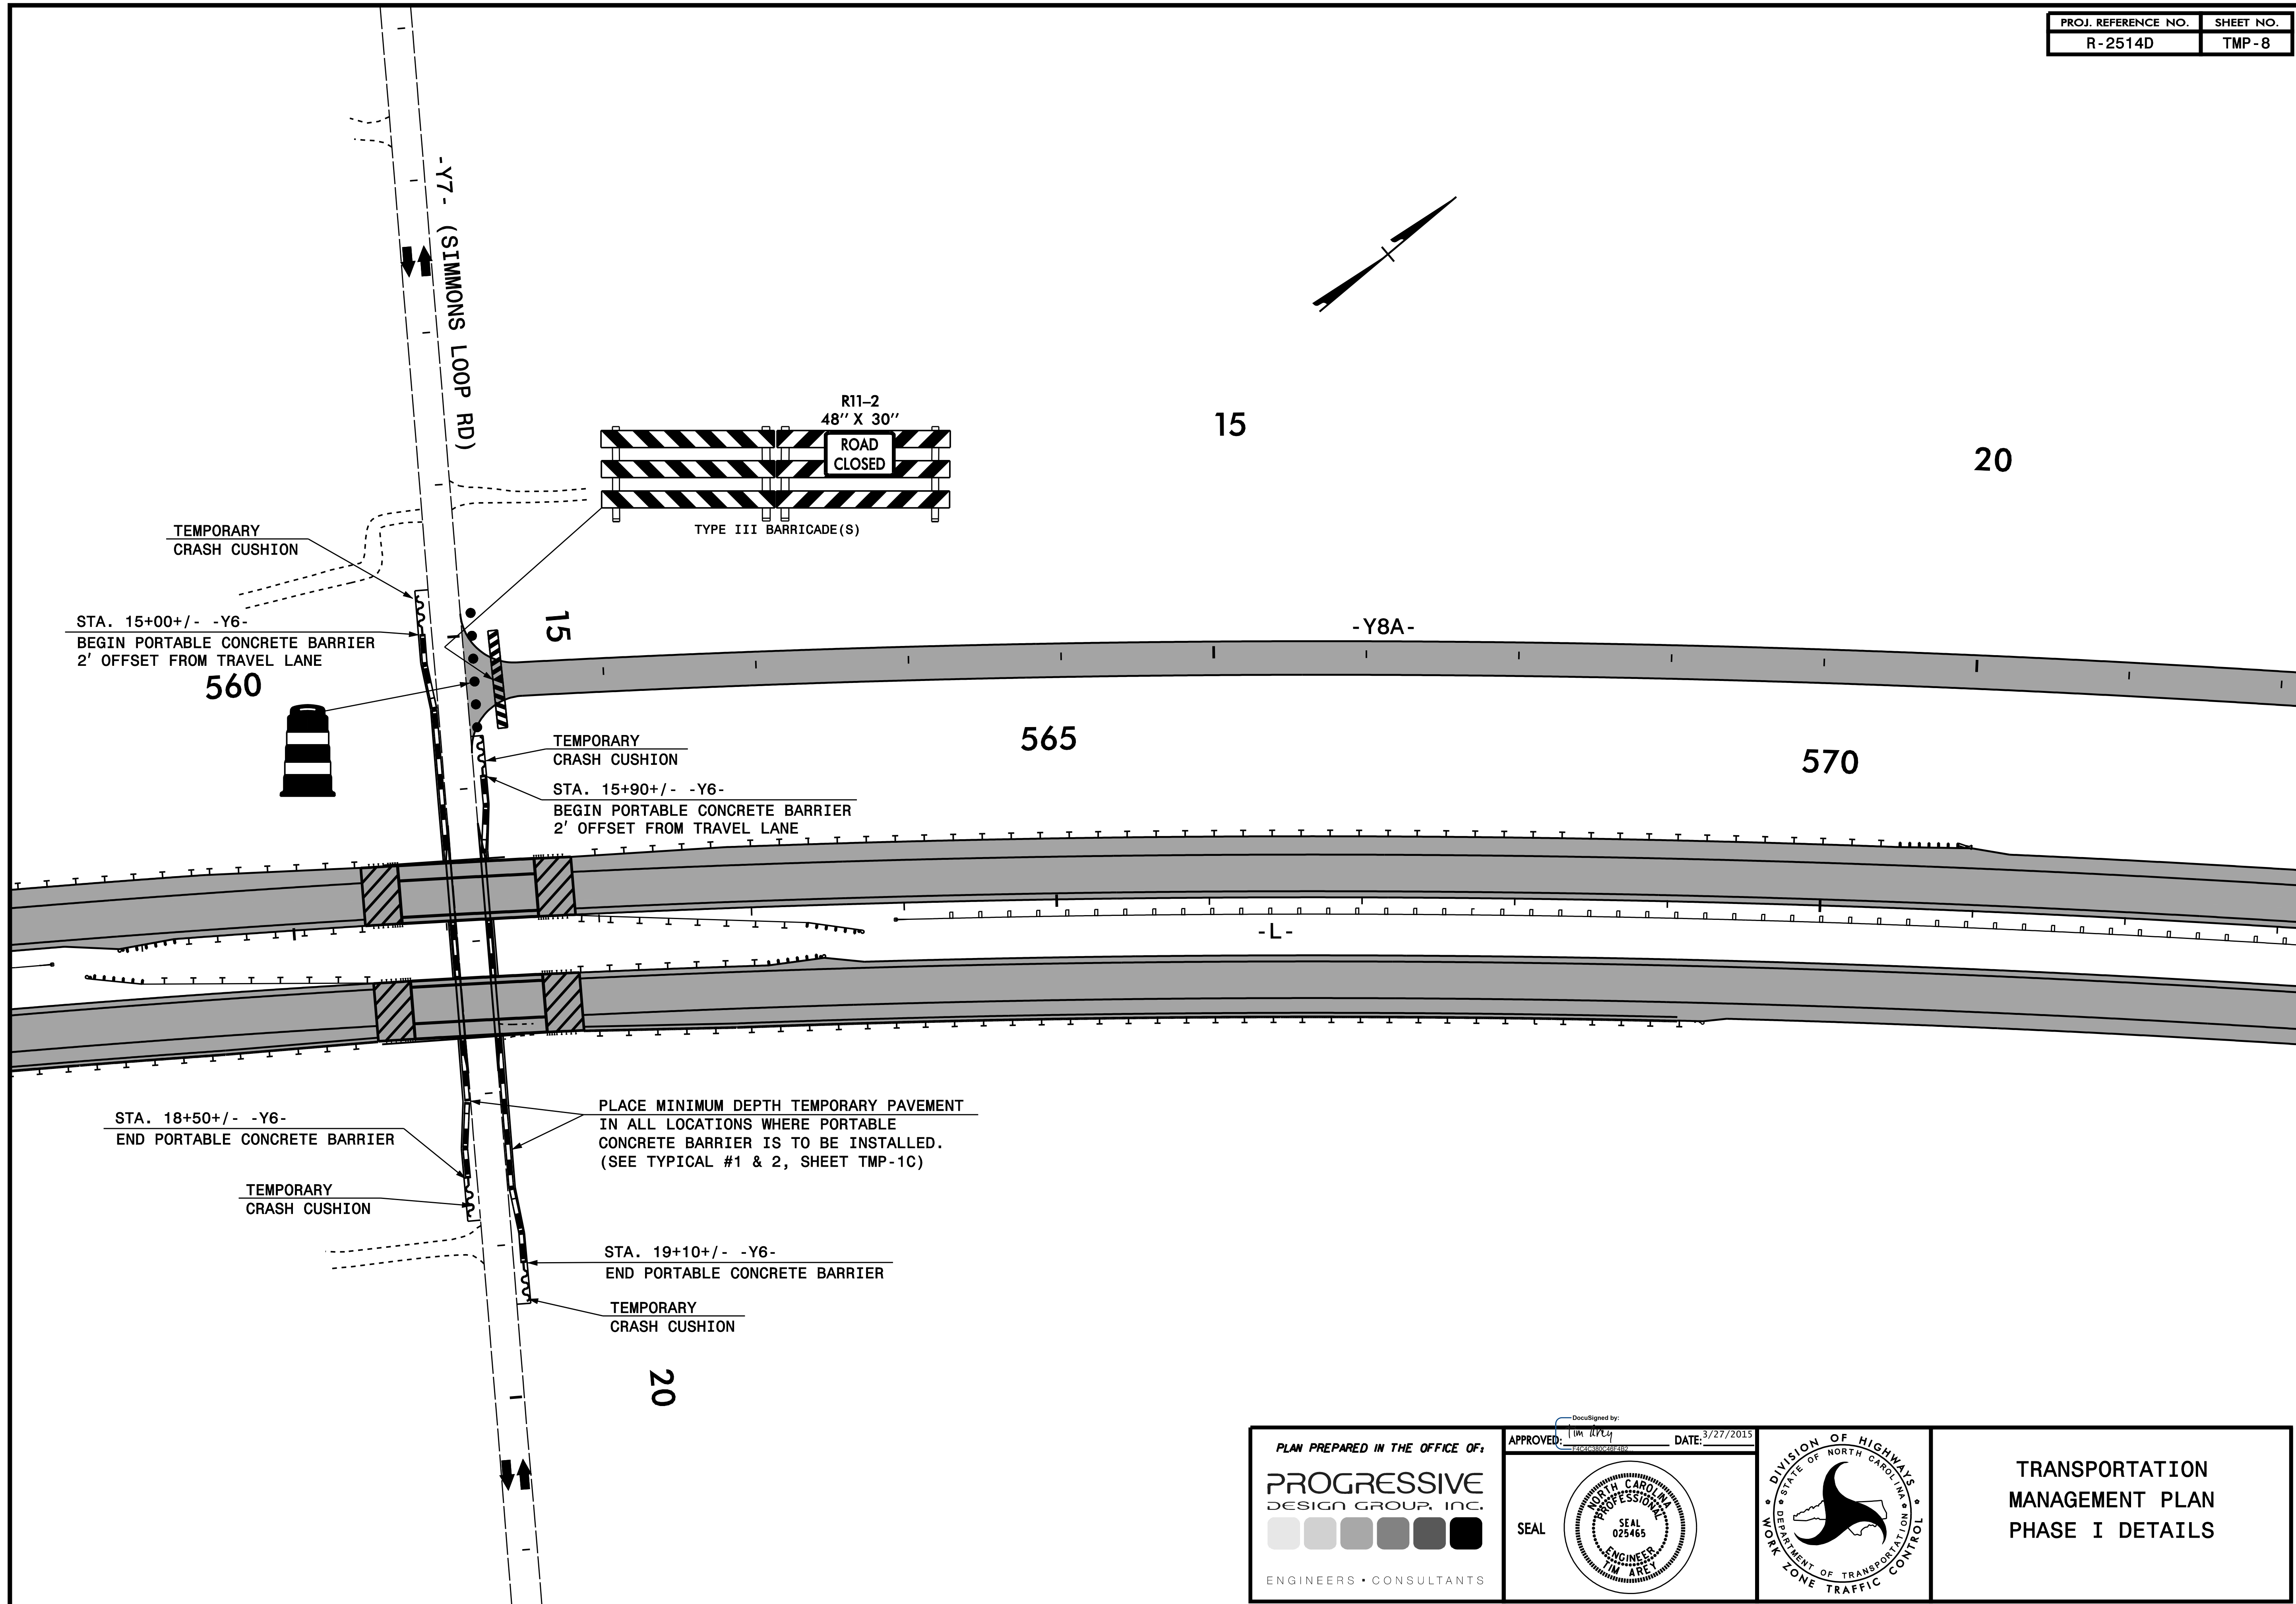 PROJ. REFERENCE NO. SHEET NO.
R-2514D TMP-8
-Y7- (SIMMONS LOOP RD)
R11-2
48" X 30"
ROAD
CLOSED
TYPE III BARRICADE(S)
15
20
TEMPORARY
CRASH CUSHION
STA. 15+00+/- -Y6-
BEGIN PORTABLE CONCRETE BARRIER
2' OFFSET FROM TRAVEL LANE
560
15
-Y8A-
TEMPORARY
CRASH CUSHION
565
570
STA. 15+90+/- -Y6-
BEGIN PORTABLE CONCRETE BARRIER
2' OFFSET FROM TRAVEL LANE
-L-
STA. 18+50+/- -Y6-
END PORTABLE CONCRETE BARRIER
PLACE MINIMUM DEPTH TEMPORARY PAVEMENT
IN ALL LOCATIONS WHERE PORTABLE
CONCRETE BARRIER IS TO BE INSTALLED.
(SEE TYPICAL #1 & 2, SHEET TMP-1C)
TEMPORARY
CRASH CUSHION
STA. 19+10+/- -Y6-
END PORTABLE CONCRETE BARRIER
TEMPORARY
CRASH CUSHION
20
PLAN PREPARED IN THE OFFICE OF:
PROGRESSIVE
DESIGN GROUP, INC.
ENGINEERS • CONSULTANTS
DocuSigned by:
Tim Arey
APPROVED: DATE: 3/27/2015
SEAL
NORTH CAROLINA
PROFESSIONAL
SEAL
025465
ENGINEER
TIM AREY
DIVISION OF HIGHWAYS
STATE OF NORTH CAROLINA
DEPARTMENT OF TRANSPORTATION
WORK ZONE TRAFFIC CONTROL
TRANSPORTATION
MANAGEMENT PLAN
PHASE I DETAILS